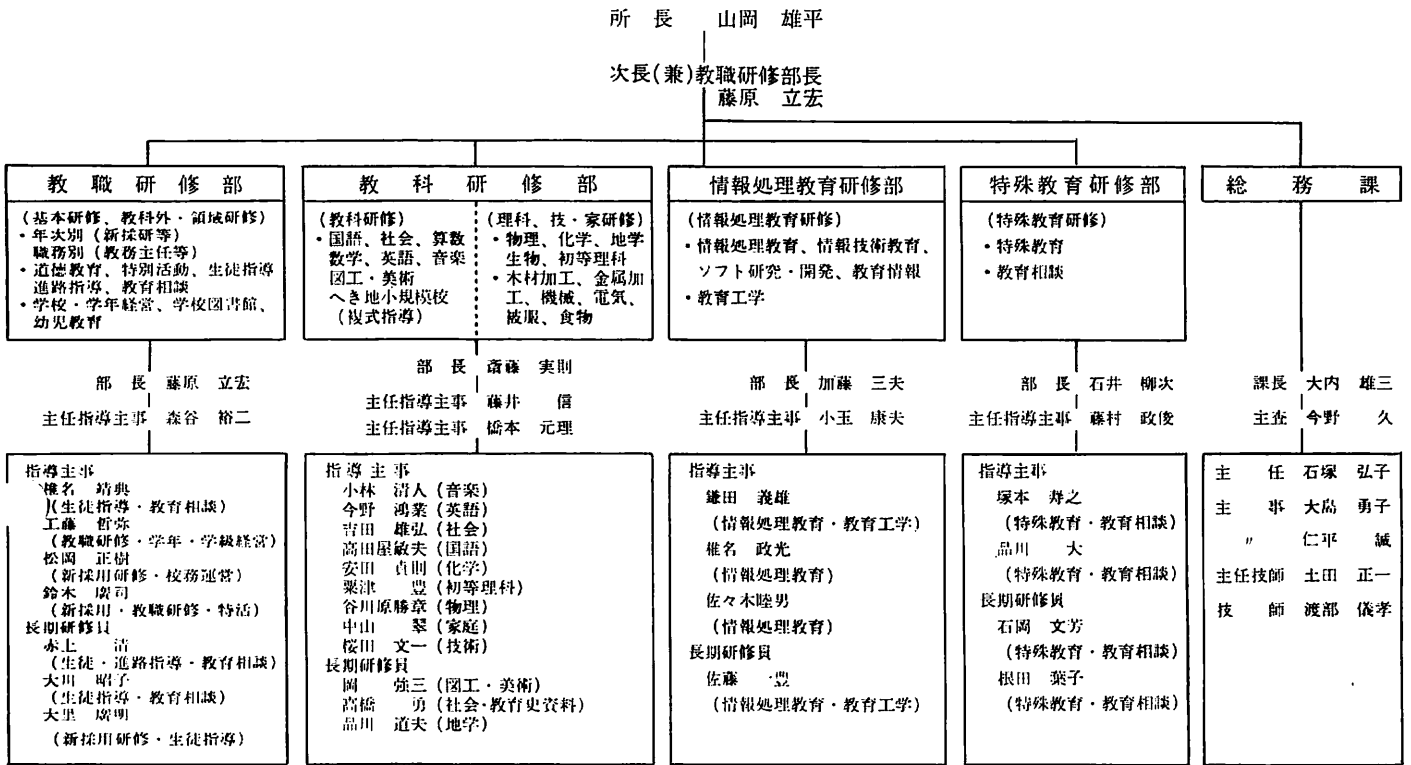 所長 山岡 雄平
次長(兼)教職研修部長
藤原 立宏
教職研修部
(基本研修、教科外・領域研修)
・年次別(新採研等)
職務別(教務主任等)
・道徳教育、特別活動、生徒指導
進路指導、教育相談
・学校・学年経営、学校図書館、
幼児教育
部長 藤原 立宏
主任指導主事 森谷 裕二
指導主事
椎名 靖典
(生徒指導・教育相談)
工藤 哲弥
(教職研修・学年・学級経営)
松岡 正樹
(新採用研修・校務運営)
鈴木 廣司
(新採用・教職研修・特活)
長期研修員
赤上 清
(生徒・進路指導・教育相談)
大川 昭子
(生徒指導・教育相談)
大里 廣明
(新採用研修・生徒指導)
教科研修部
(教科研修)
・国語、社会、算数
数学、英語、音楽
図工・美術
へき地小規模校
(複式指導)
(理科、技・家研修)
・物理、化学、地学
生物、初等理科
・木材加工、金属加
工、機械、電気、
被服、食物
部長 斎藤 実則
主任指導主事 藤井 信
主任指導主事 橋本 元理
指導主事
小林 清人(音楽)
今野 鴻業(英語)
吉田 雄弘(社会)
高田屋敏夫(国語)
安田 貞則(化学)
粟津 豊(初等理科)
谷川原勝章(物理)
中山 翠(家庭)
桜田 文一(技術)
長期研修員
岡 強三(図工・美術)
高橋 勇(社会・教育史資料)
品川 道夫(地学)
情報処理教育研修部
(情報処理教育研修)
・情報処理教育、情報技術教育、
ソフト研究・開発、教育情報
・教育工学
部長 加藤 三夫
主任指導主事 小玉 康夫
指導主事
鎌田 義雄
(情報処理教育・教育工学)
椎名 政光
(情報処理教育)
佐々木睦男
(情報処理教育)
長期研修員
佐藤 一豊
(情報処理教育・教育工学)
特殊教育研修部
(特殊教育研修)
・特殊教育
・教育相談
部長 石井 柳次
主任指導主事 藤村 政俊
指導主事
塚本 寿之
(特殊教育・教育相談)
品川 大
(特殊教育・教育相談)
長期研修員
石岡 文芳
(特殊教育・教育相談)
根田 葉子
(特殊教育・教育相談)
総務課
課長 大内 雄三
主査 今野 久
主任 石塚 弘子
主事 大島 勇子
〃 仁平 誠
主任技師 土田 正一
技師 渡部 儀孝